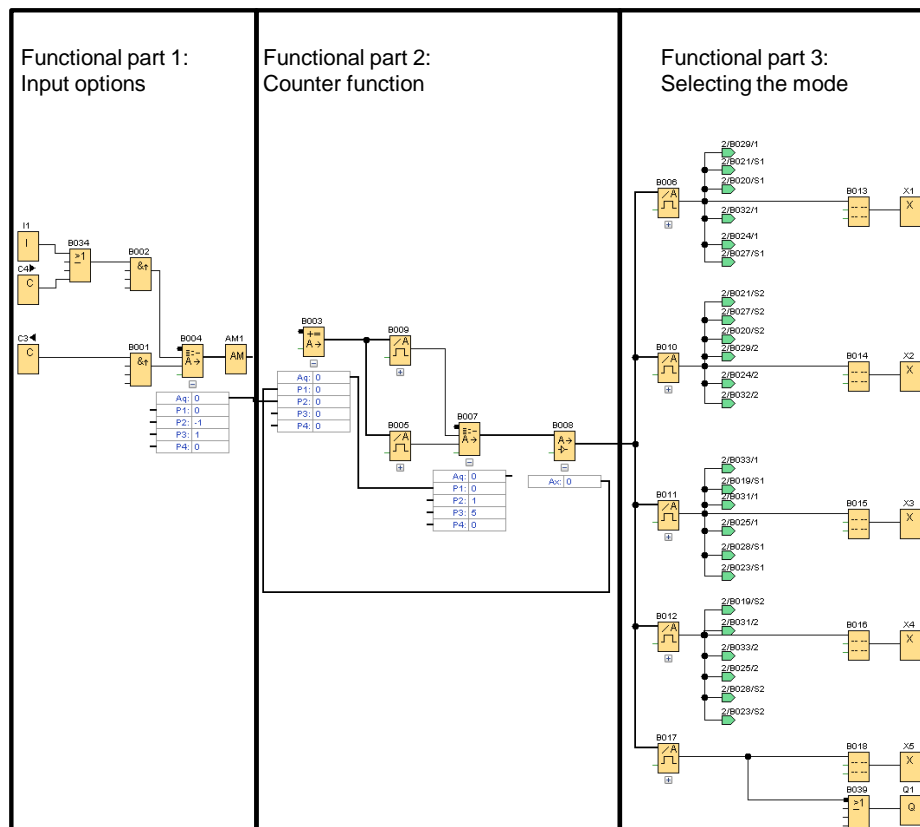 Functional part 1:
Input options
Functional part 2:
Counter function
Functional part 3:
Selecting the mode
I1
I
C4
C
B034
>1
B002
&↑
C3
C
B001
&↑
B004
A→
AM1
AM
Aq: 0
P1: 0
P2: -1
P3: 1
P4: 0
B003
+=
A→
Aq: 0
P1: 0
P2: 0
P3: 0
P4: 0
B009
/A
B005
/A
B007
A→
Aq: 0
P1: 0
P2: 1
P3: 5
P4: 0
B008
A→
Ax: 0
B006
/A
2/B029/1
2/B021/S1
2/B020/S1
2/B032/1
2/B024/1
2/B027/S1
B013
X1
X
B010
/A
2/B021/S2
2/B027/S2
2/B020/S2
2/B029/2
2/B024/2
2/B032/2
B014
X2
X
B011
/A
2/B033/1
2/B019/S1
2/B031/1
2/B025/1
2/B028/S1
2/B023/S1
B015
X3
X
B012
/A
2/B019/S2
2/B031/2
2/B033/2
2/B025/2
2/B028/S2
2/B023/S2
B016
X4
X
B017
/A
B018
X5
X
B039
>1
Q1
Q